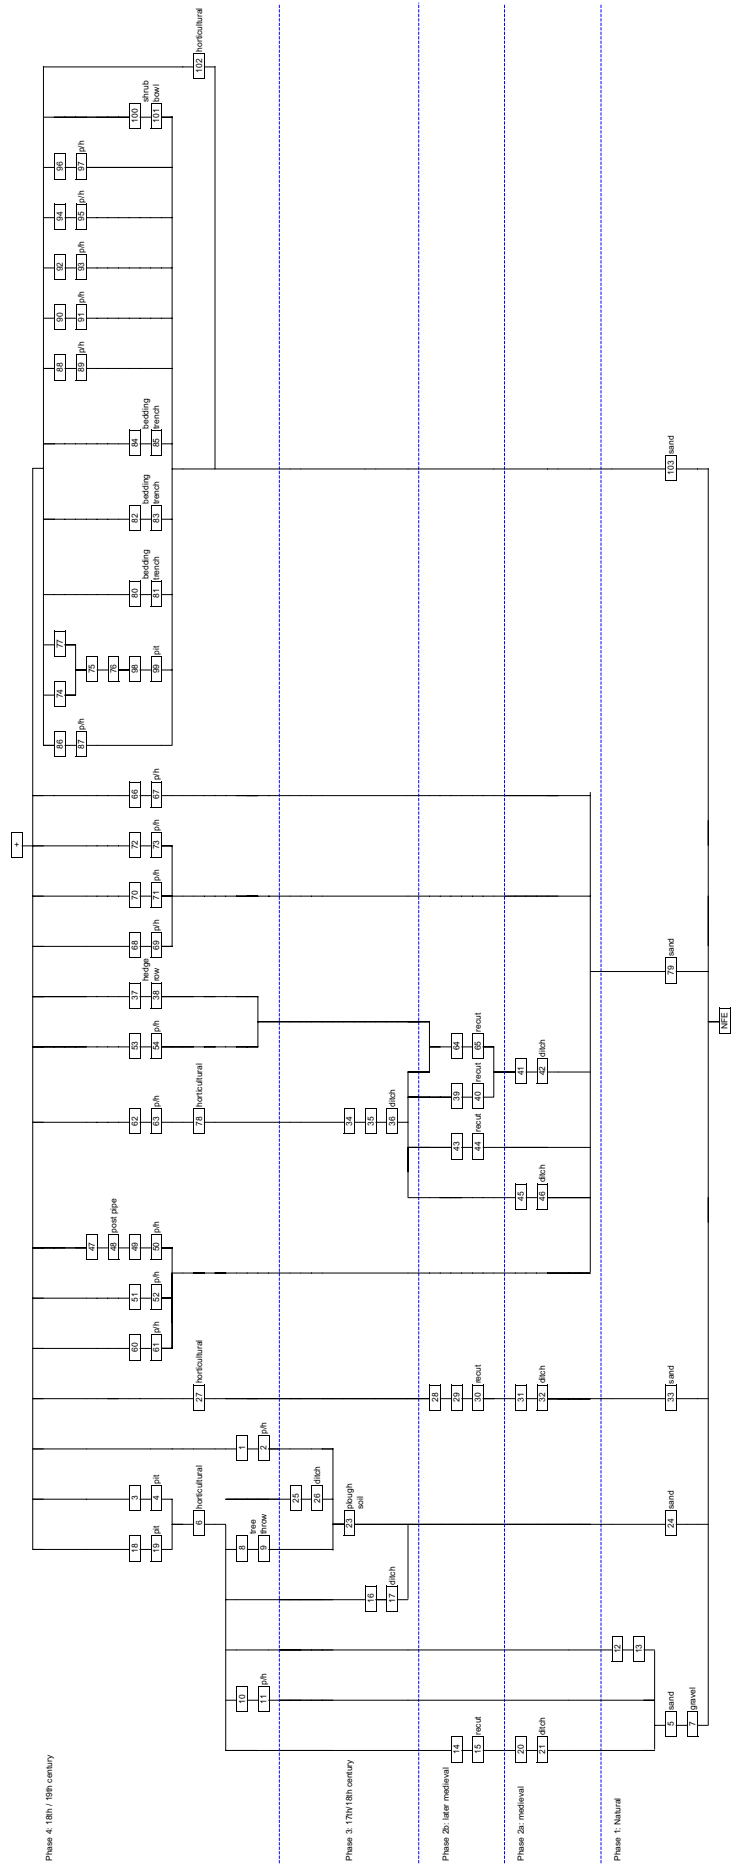 +
Phase 4: 18th / 19th century
86 74 77 88 90 92 94 96
87 p/h 89 p/h 91 p/h 93 p/h 95 p/h 97 p/h
47 75
48 post pipe 76
18 3 60 51 49 62 53 37 hedge 68 70 72 66 98 80 bedding 82 bedding 84 bedding 100 shrub
19 pit 4 pit 61 p/h 52 p/h 50 p/h 63 p/h 54 p/h 38 row 69 p/h 71 p/h 73 p/h 67 p/h 99 pit 81 trench 83 trench 85 trench 101 bowl
6 horticultural 27 horticultural 78 horticultural 102 horticultural
10 8 tree 1
11 p/h 9 throw 2 p/h
25
26 ditch
Phase 3: 17th/18th century
23 plough 34
soil
16 35
17 ditch 36 ditch
28
Phase 2b: later medieval
14 29 43 39 64
15 recut 30 recut 44 recut 40 recut 65 recut
Phase 2a: medieval
20 31 45 41
21 ditch 32 ditch 46 ditch 42 ditch
Phase 1: Natural
12
13
5 sand 24 sand 33 sand 79 sand 103 sand
7 gravel
NFE